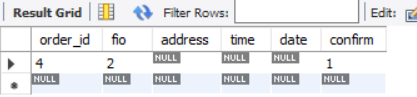 Result Grid Filter Rows: Edit:
order_id fio address time date confirm
4 2 NULL NULL NULL 1
NULL NULL NULL NULL NULL NULL